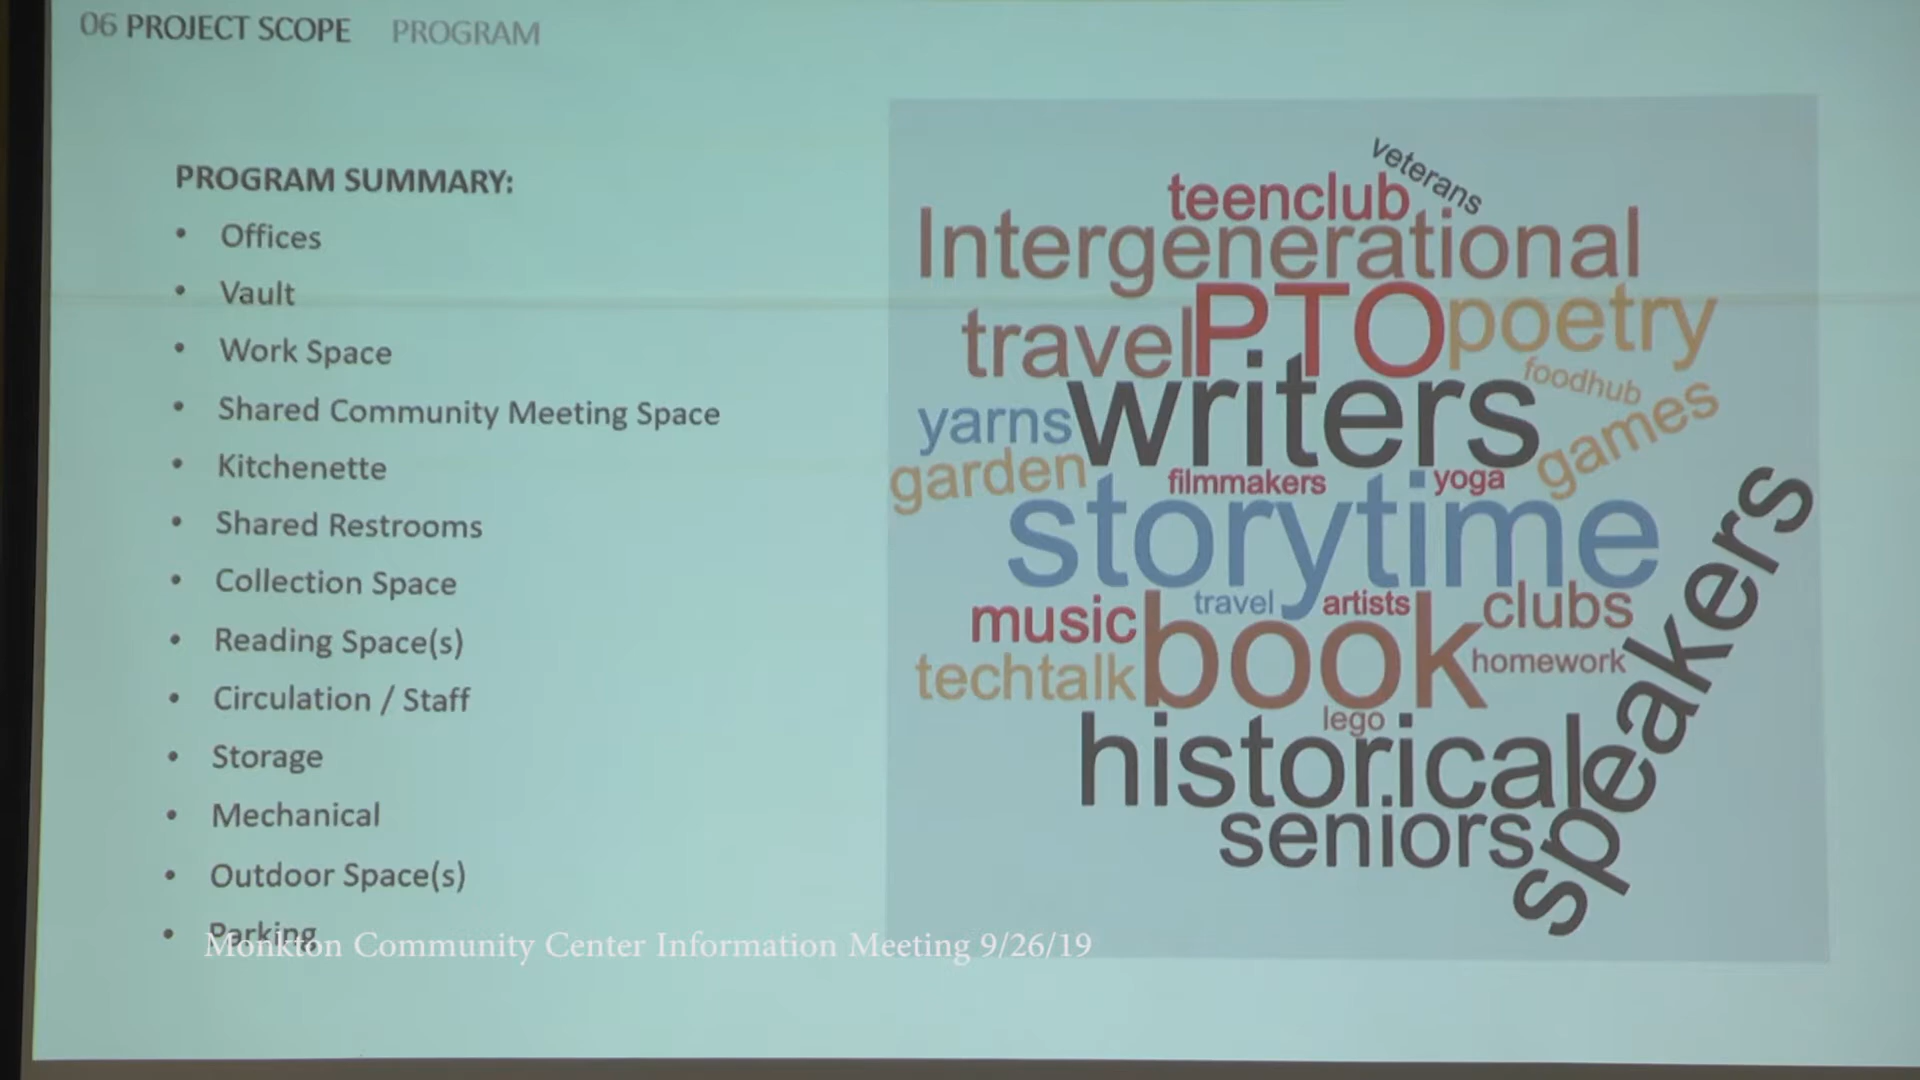 06 PROJECT SCOPE PROGRAM
PROGRAM SUMMARY:
• Offices
• Vault
• Work Space
• Shared Community Meeting Space
• Kitchenette
• Shared Restrooms
• Collection Space
• Reading Space(s)
• Circulation / Staff
• Storage
• Mechanical
• Outdoor Space(s)
• Parking
veterans
teenclub
Intergenerational
travel PTO poetry
foodhub
yarns writers games
garden filmmakers yoga
storytime
speakers
music travel artists clubs
techtalk book homework
lego
historical
seniors
Monkton Community Center Information Meeting 9/26/19